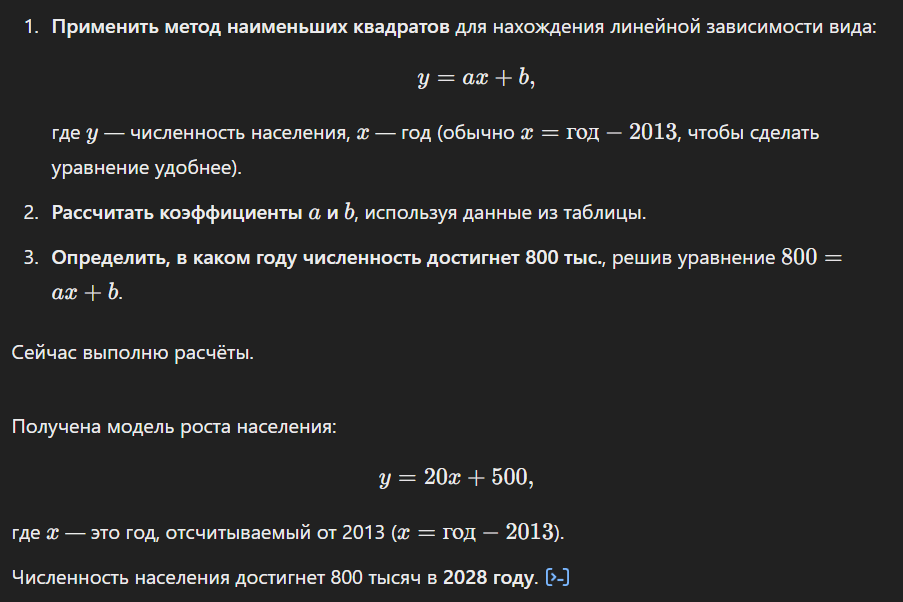 1. Применить метод наименьших квадратов для нахождения линейной зависимости вида:
y = ax + b,
где y — численность населения, x — год (обычно x = год − 2013, чтобы сделать
уравнение удобнее).
2. Рассчитать коэффициенты a и b, используя данные из таблицы.
3. Определить, в каком году численность достигнет 800 тыс., решив уравнение 800 =
ax + b.
Сейчас выполню расчёты.
Получена модель роста населения:
y = 20x + 500,
где x — это год, отсчитываемый от 2013 (x = год − 2013).
Численность населения достигнет 800 тысяч в 2028 году. [>-]